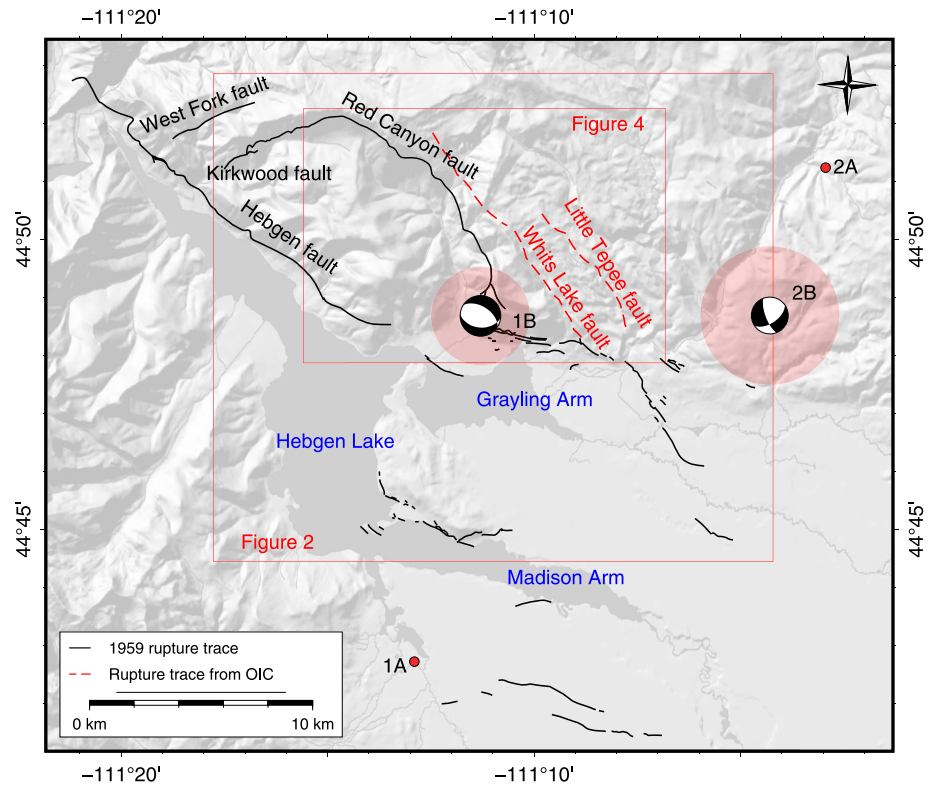 −111°20'
−111°10'
West Fork fault
Red Canyon fault
Figure 4
2A
Kirkwood fault
44°50'
44°50'
Hebgen fault
Little Tepee fault
Whits Lake fault
1B
2B
Grayling Arm
Hebgen Lake
44°45'
44°45'
Figure 2
Madison Arm
1A
1959 rupture trace
Rupture trace from OIC
0 km
10 km
−111°20'
−111°10'